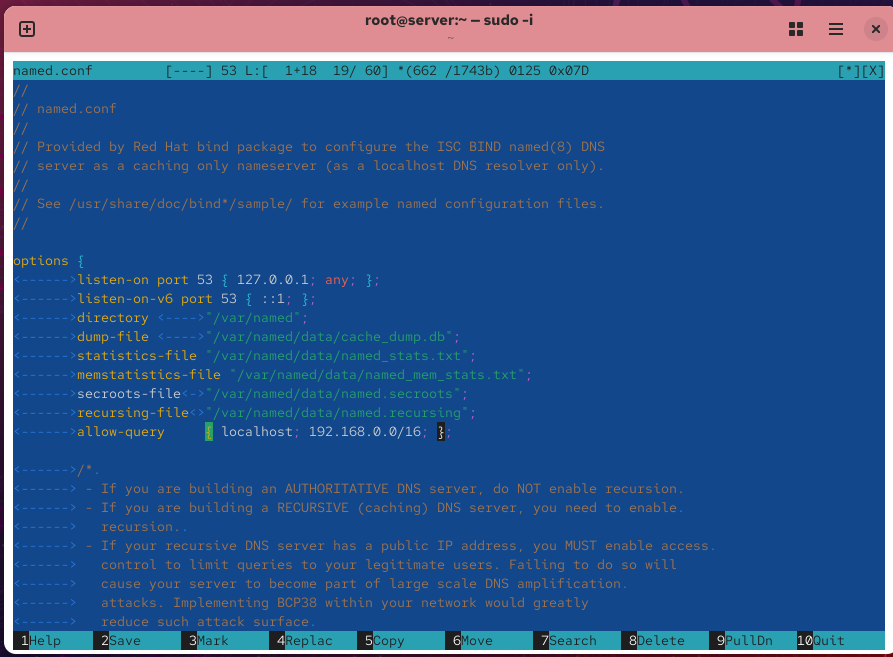 root@server:~ — sudo -i
~
named.conf [----] 53 L:[ 1+18 19/ 60] *(662 /1743b) 0125 0x07D [*][X]
//
// named.conf
//
// Provided by Red Hat bind package to configure the ISC BIND named(8) DNS
// server as a caching only nameserver (as a localhost DNS resolver only).
//
// See /usr/share/doc/bind*/sample/ for example named configuration files.
//
options {
<------>listen-on port 53 { 127.0.0.1; any; };
<------>listen-on-v6 port 53 { ::1; };
<------>directory <---->"/var/named";
<------>dump-file <---->"/var/named/data/cache_dump.db";
<------>statistics-file "/var/named/data/named_stats.txt";
<------>memstatistics-file "/var/named/data/named_mem_stats.txt";
<------>secroots-file<->"/var/named/data/named.secroots";
<------>recursing-file<>"/var/named/data/named.recursing";
<------>allow-query     { localhost; 192.168.0.0/16; };
<------>/*.
<------> - If you are building an AUTHORITATIVE DNS server, do NOT enable recursion.
<------> - If you are building a RECURSIVE (caching) DNS server, you need to enable.
<------>   recursion..
<------> - If your recursive DNS server has a public IP address, you MUST enable access.
<------>   control to limit queries to your legitimate users. Failing to do so will
<------>   cause your server to become part of large scale DNS amplification.
<------>   attacks. Implementing BCP38 within your network would greatly
<------>   reduce such attack surface.
1Help 2Save 3Mark 4Replac 5Copy 6Move 7Search 8Delete 9PullDn 10Quit